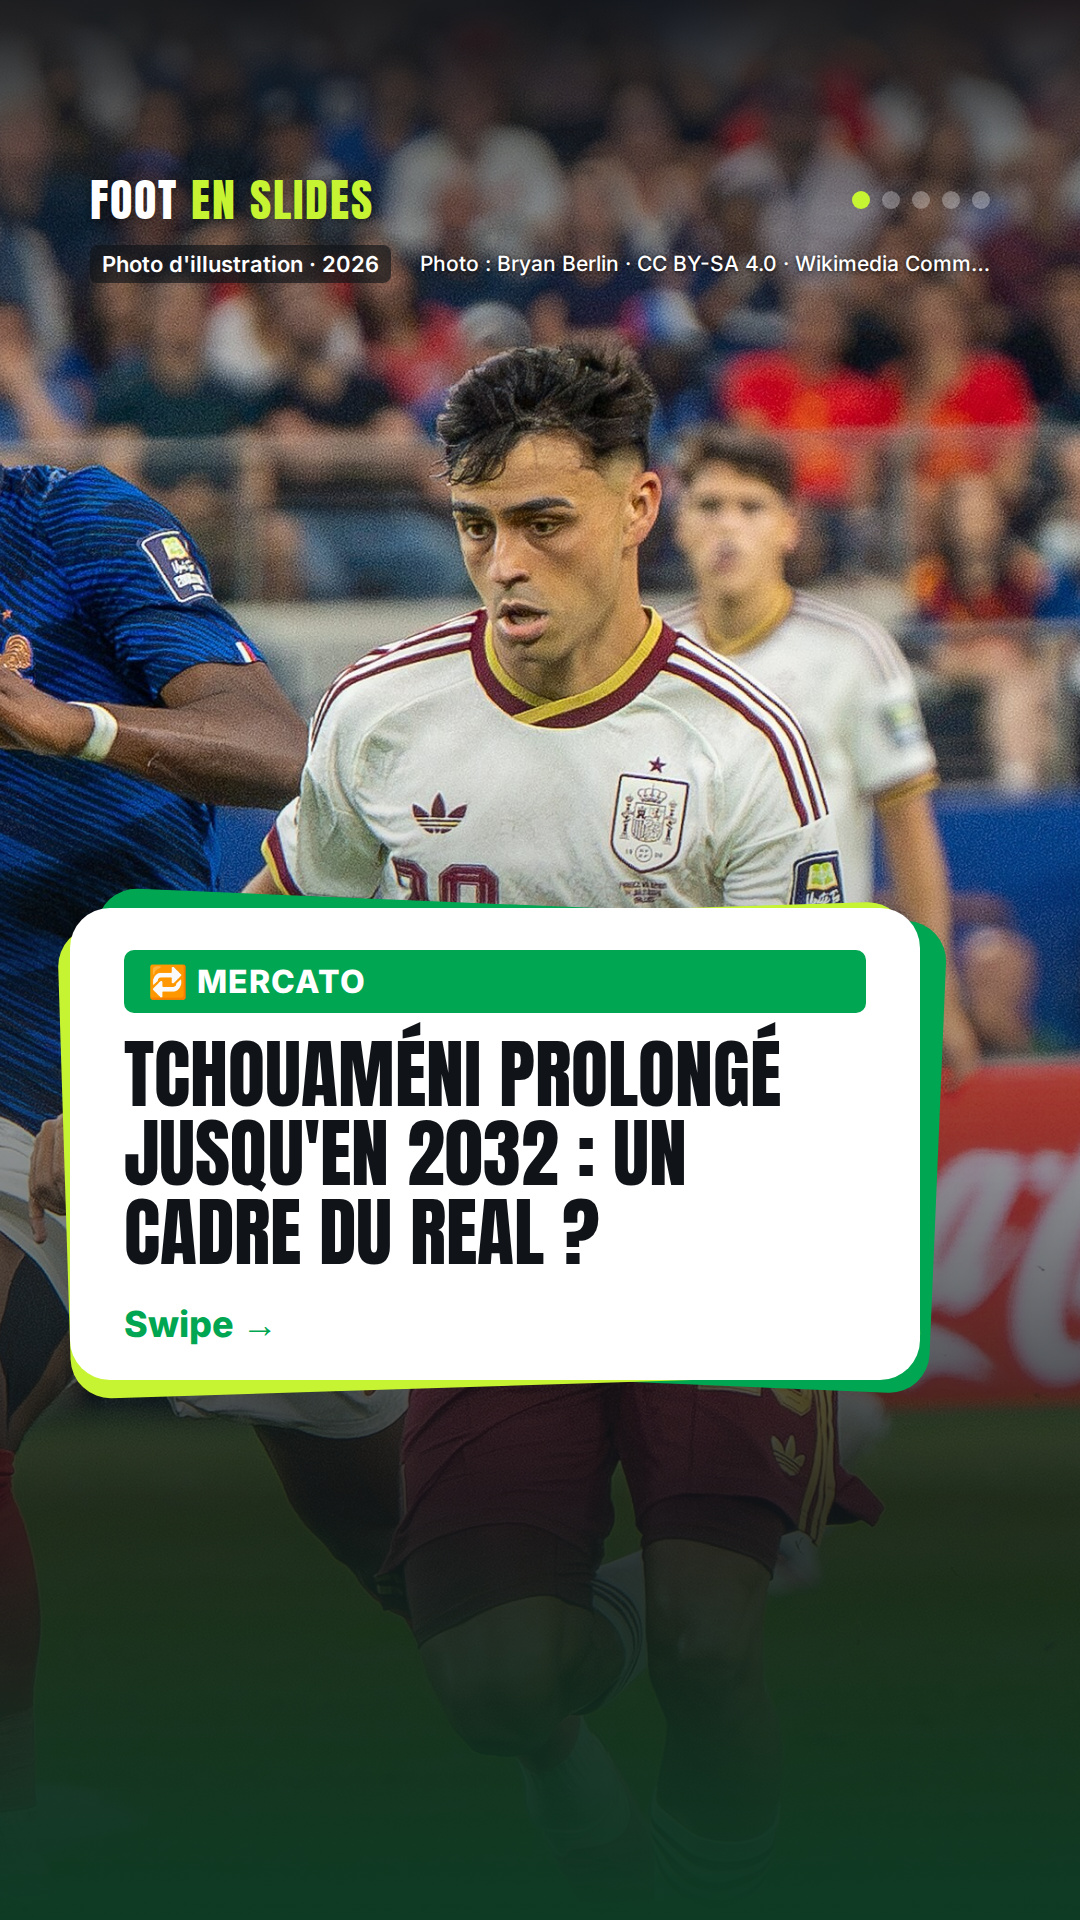 FOOT EN SLIDES
Photo d'illustration · 2026
Photo : Bryan Berlin · CC BY-SA 4.0 · Wikimedia Comm...
🔁 MERCATO
TCHOUAMÉNI PROLONGÉ
JUSQU'EN 2032 : UN
CADRE DU REAL ?
Swipe →